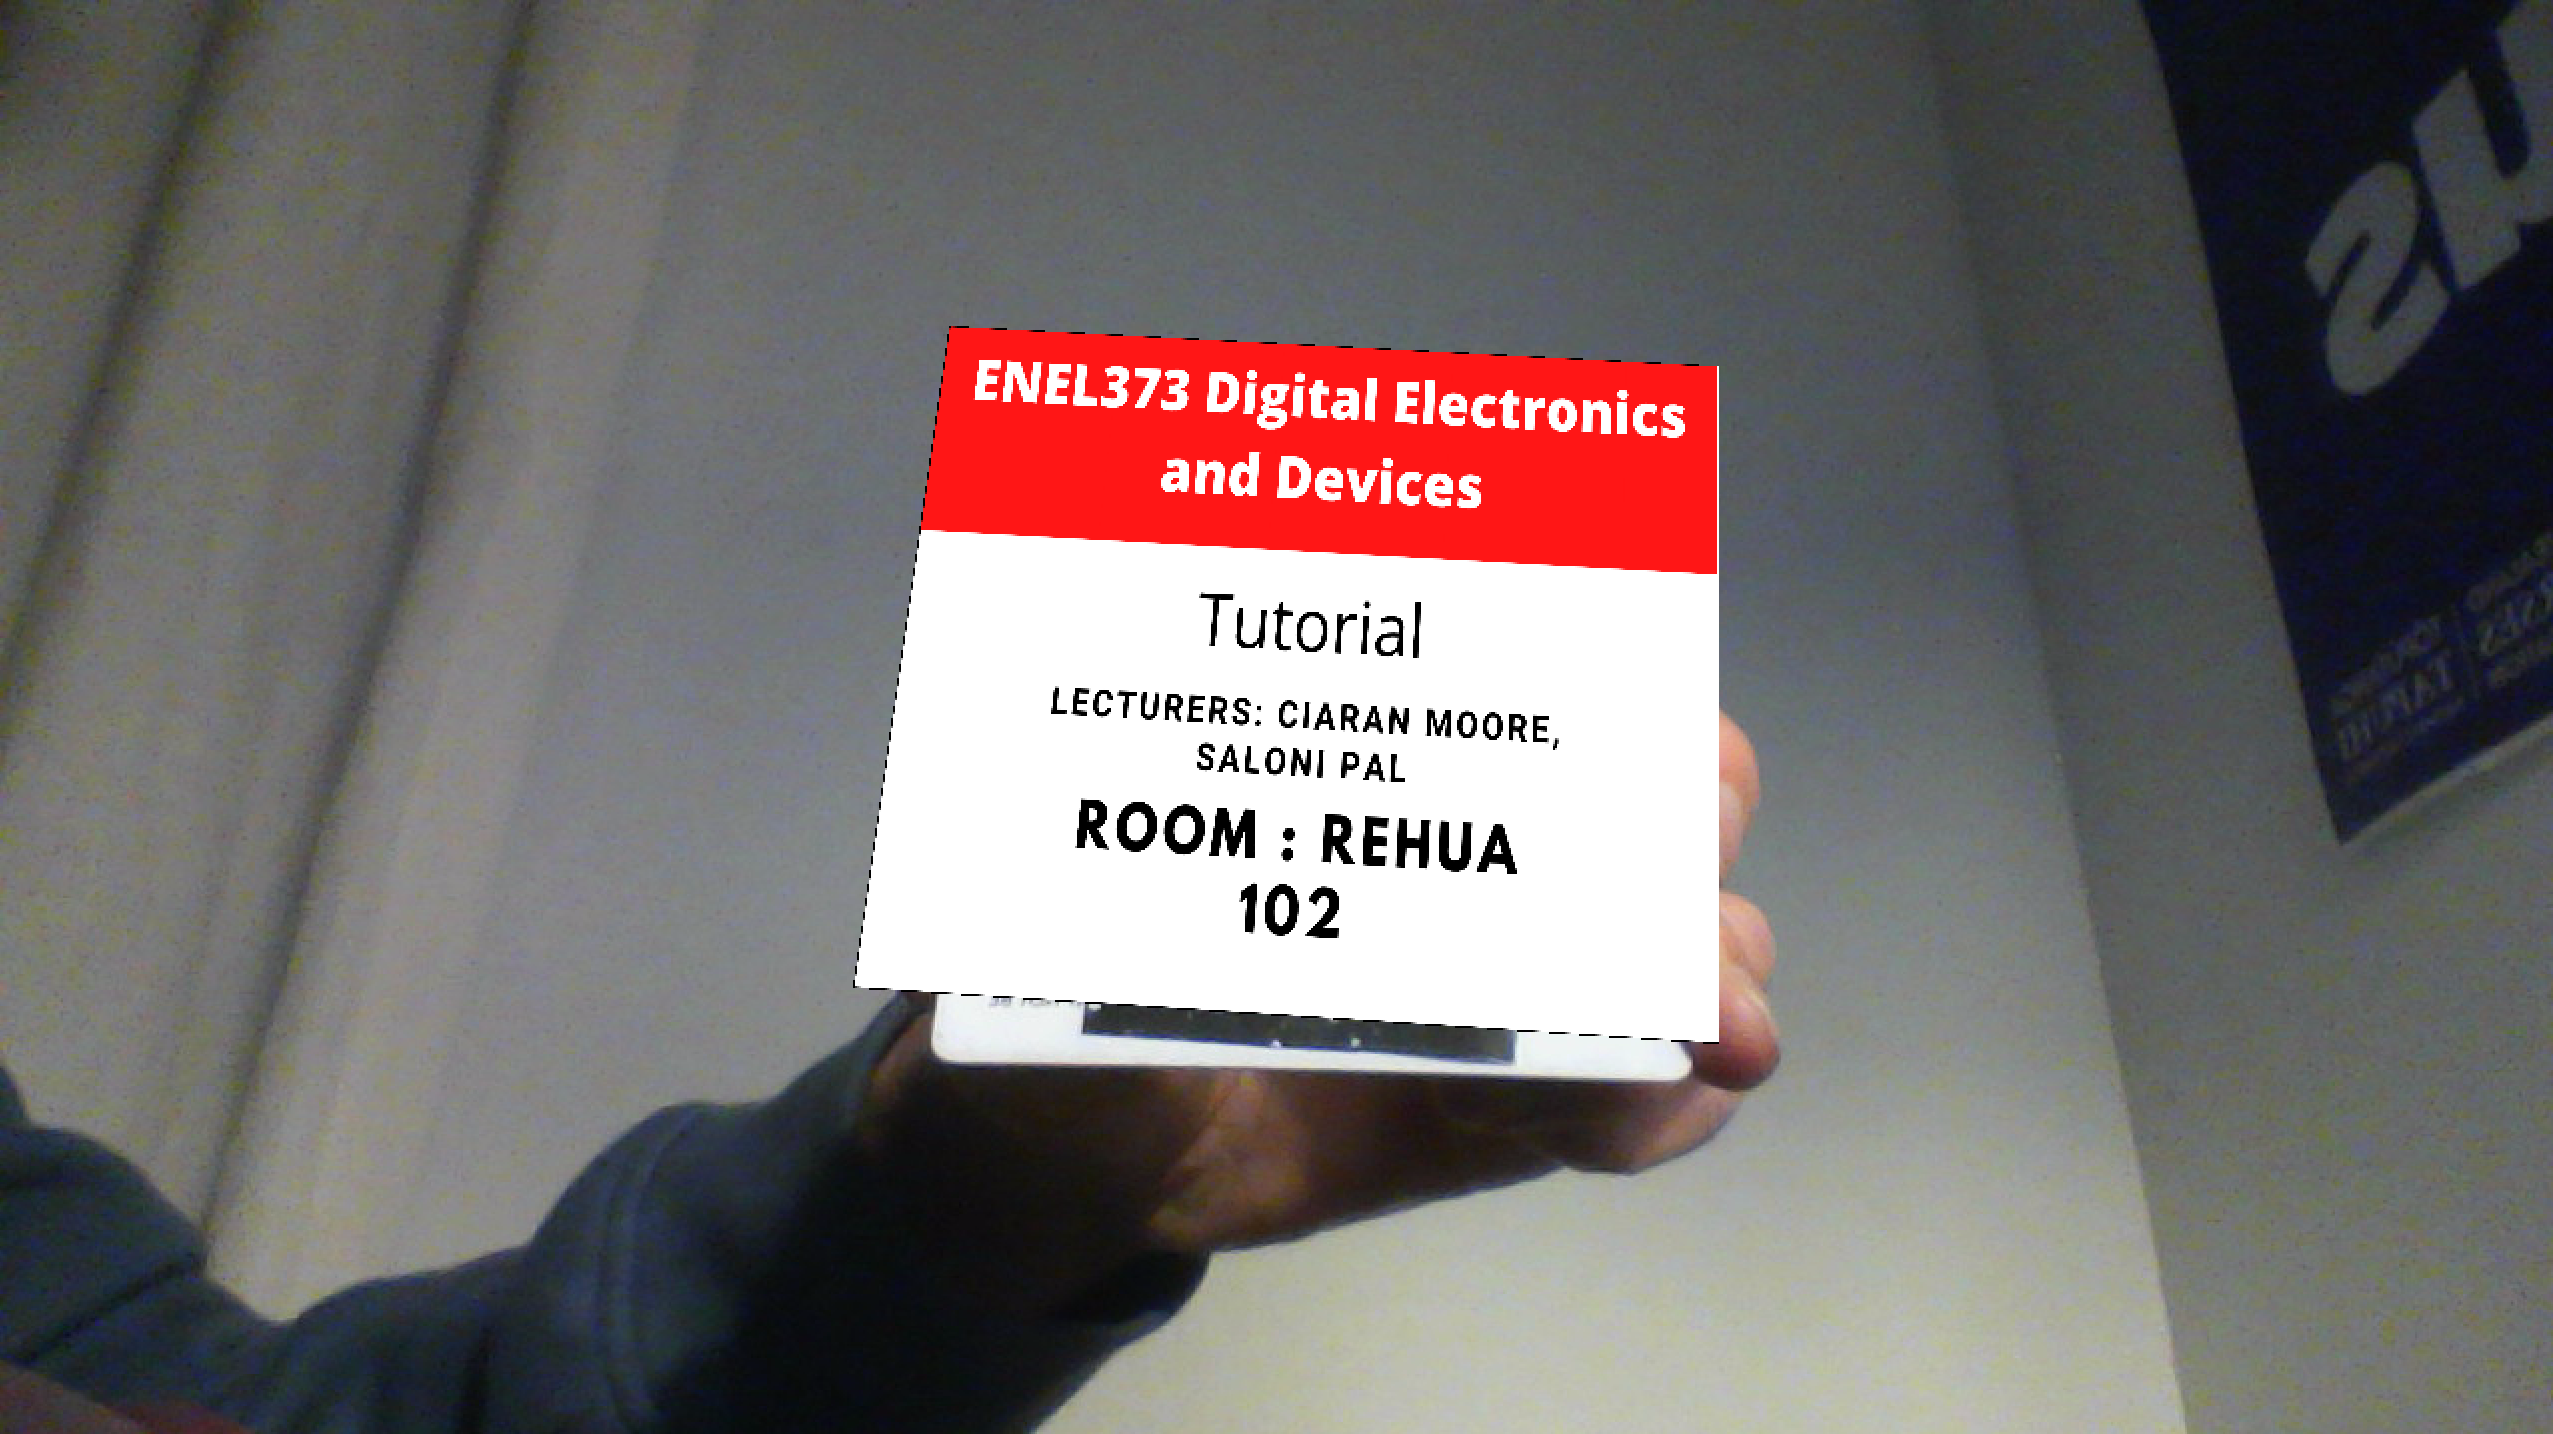 ENEL373 Digital Electronics
and Devices
Tutorial
LECTURERS: CIARAN MOORE,
SALONI PAL
ROOM : REHUA
102